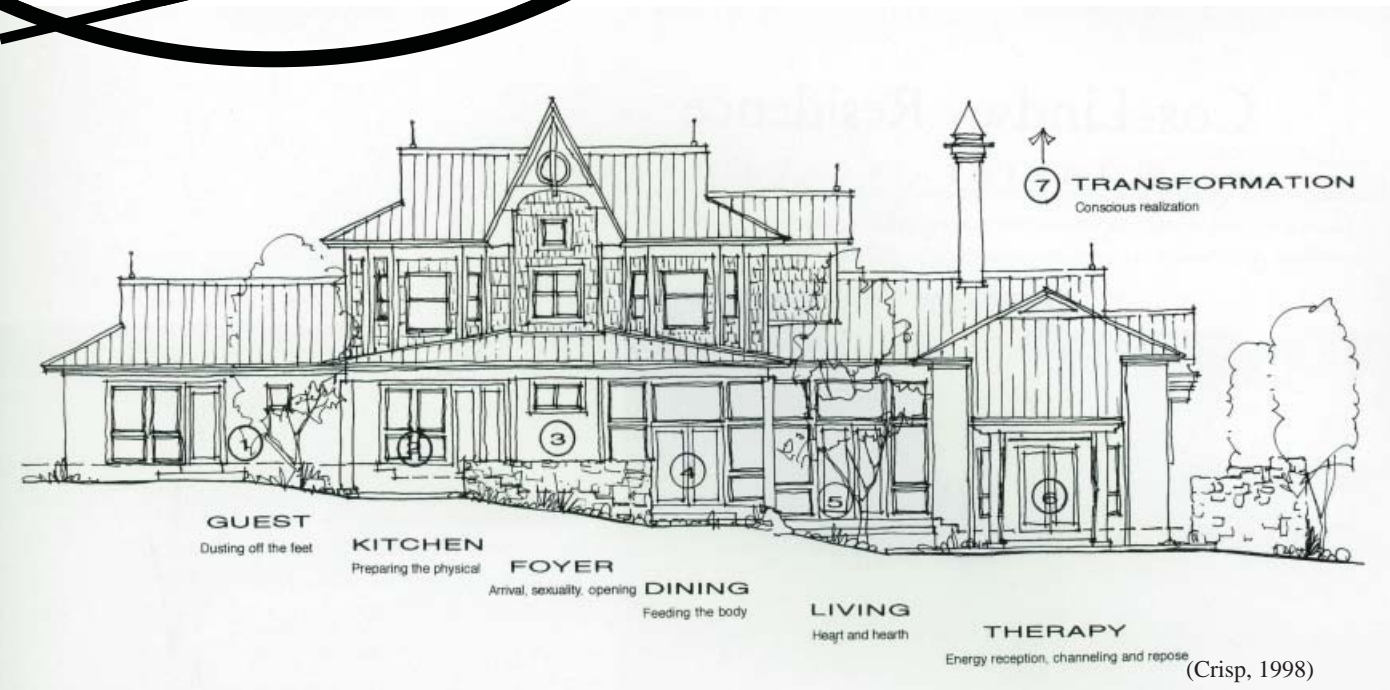 7 TRANSFORMATION
Conscious realization
1
2
3
4
5
6
GUEST
Dusting off the feet
KITCHEN
Preparing the physical
FOYER
Arrival, sexuality, opening
DINING
Feeding the body
LIVING
Heart and hearth
THERAPY
Energy reception, channeling and repose
(Crisp, 1998)